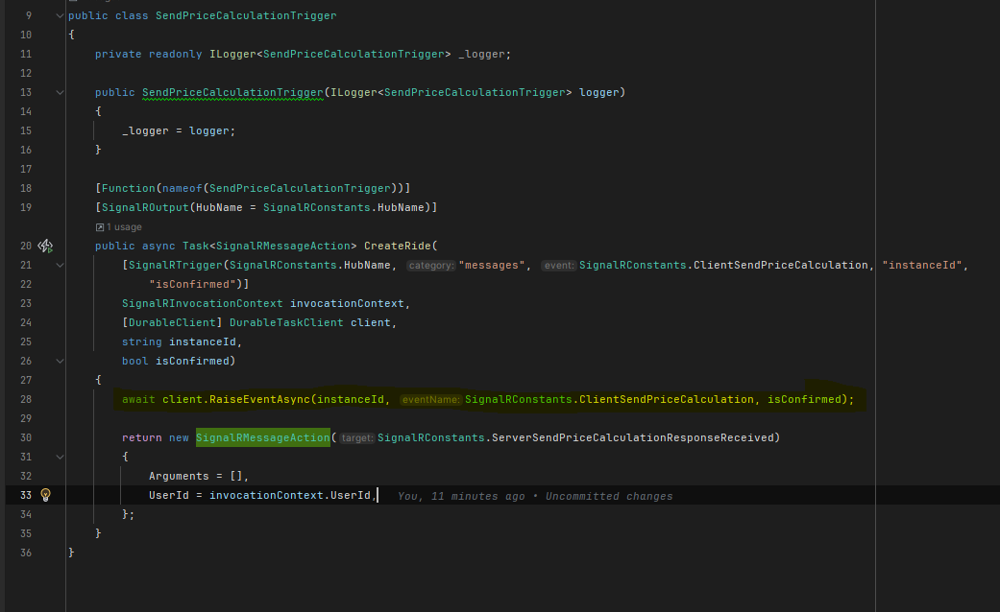 9 public class SendPriceCalculationTrigger
10 {
11 private readonly ILogger<SendPriceCalculationTrigger> _logger;
12
13 public SendPriceCalculationTrigger(ILogger<SendPriceCalculationTrigger> logger)
14 {
15 _logger = logger;
16 }
17
18 [Function(nameof(SendPriceCalculationTrigger))]
19 [SignalROutput(HubName = SignalRConstants.HubName)]
1 usage
20 public async Task<SignalRMessageAction> CreateRide(
21 [SignalRTrigger(SignalRConstants.HubName, category: "messages", event: SignalRConstants.ClientSendPriceCalculation, "instanceId",
22 "isConfirmed")]
23 SignalRInvocationContext invocationContext,
24 [DurableClient] DurableTaskClient client,
25 string instanceId,
26 bool isConfirmed)
27 {
28 await client.RaiseEventAsync(instanceId, eventName: SignalRConstants.ClientSendPriceCalculation, isConfirmed);
29
30 return new SignalRMessageAction( target: SignalRConstants.ServerSendPriceCalculationResponseReceived)
31 {
32 Arguments = [],
33 UserId = invocationContext.UserId, You, 11 minutes ago • Uncommitted changes
34 };
35 }
36 }